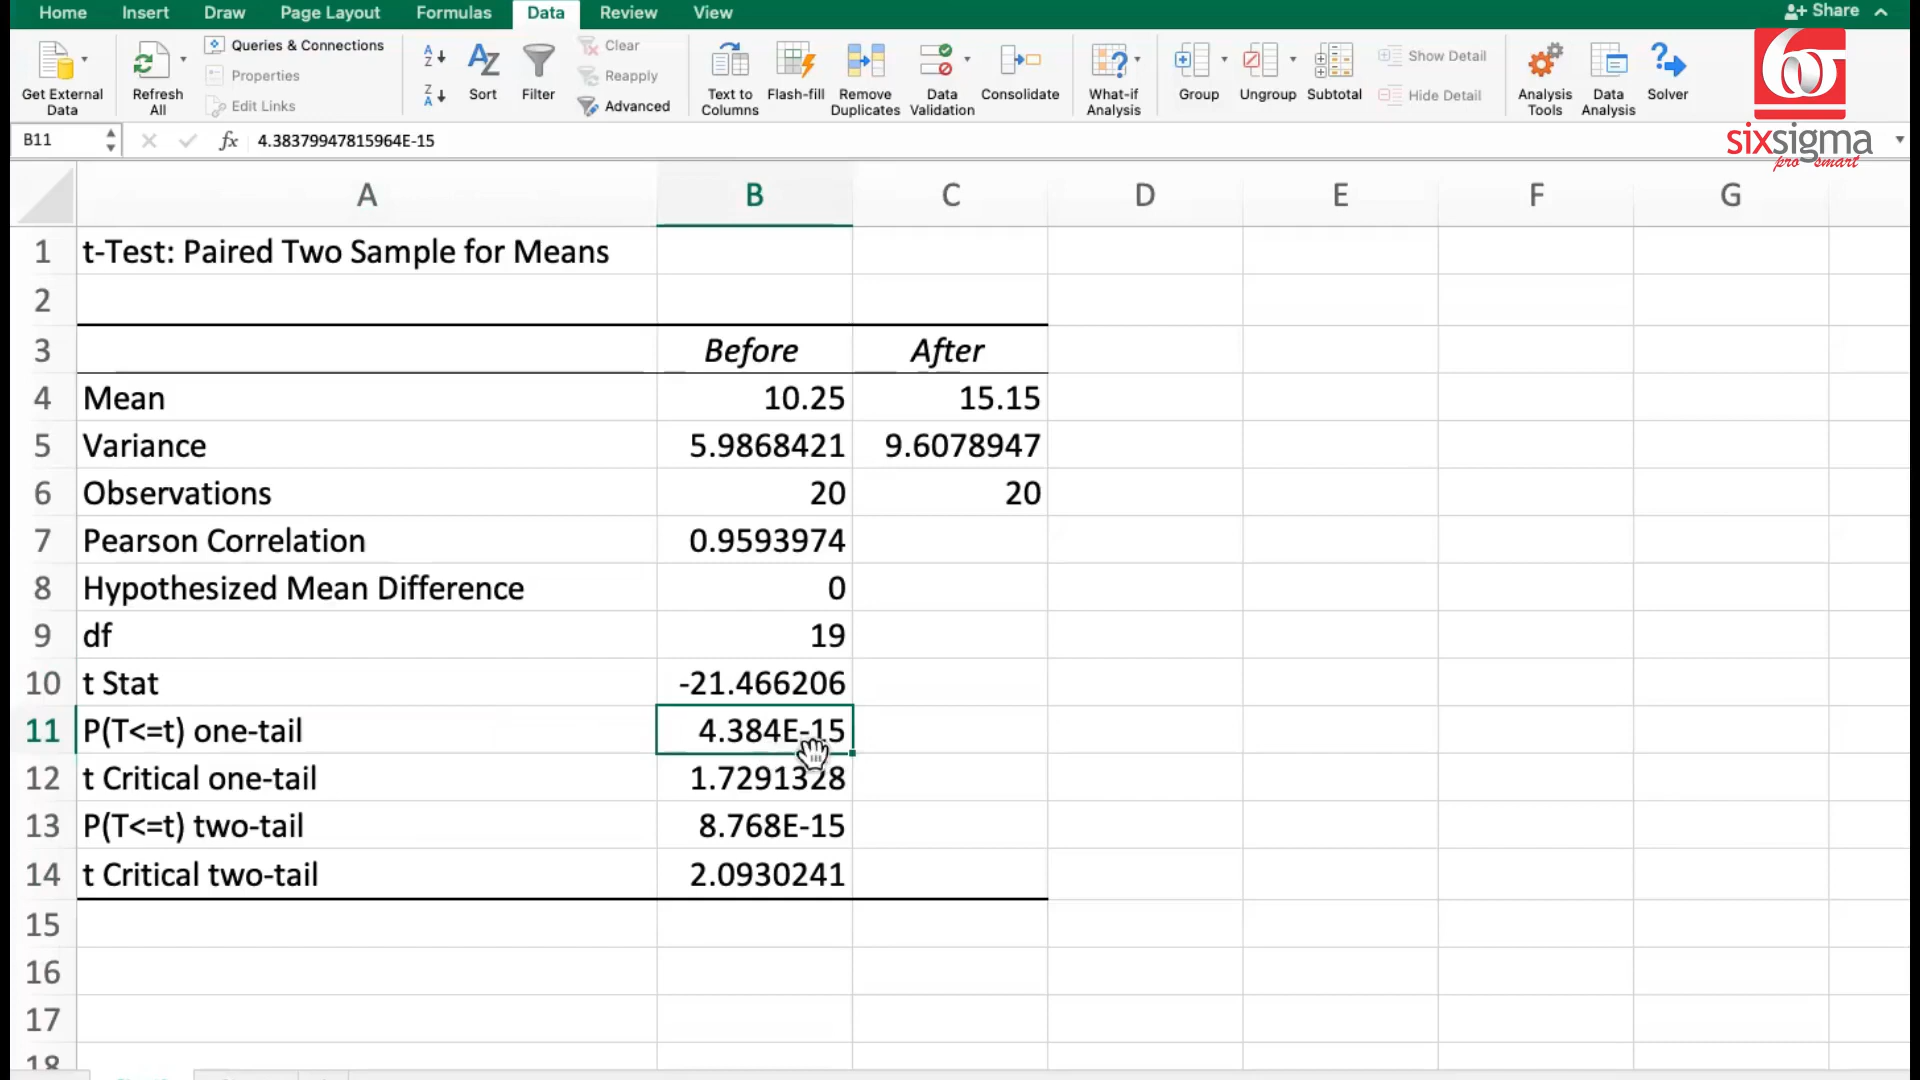 Home Insert Draw Page Layout Formulas Data Review View Share
Get External Data
Refresh All
Queries & Connections
Properties
Edit Links
Sort
Filter
Clear
Reapply
Advanced
Text to Columns
Flash-fill
Remove Duplicates
Data Validation
Consolidate
What-if Analysis
Group
Ungroup
Subtotal
Show Detail
Hide Detail
Analysis Tools
Data Analysis
Solver
sixsigma
pro smart
B11 fx 4.38379947815964E-15
A B C D E F G
1 t-Test: Paired Two Sample for Means
2
3 Before After
4 Mean 10.25 15.15
5 Variance 5.9868421 9.6078947
6 Observations 20 20
7 Pearson Correlation 0.9593974
8 Hypothesized Mean Difference 0
9 df 19
10 t Stat -21.466206
11 P(T<=t) one-tail 4.384E-15
12 t Critical one-tail 1.7291328
13 P(T<=t) two-tail 8.768E-15
14 t Critical two-tail 2.0930241
15
16
17
18